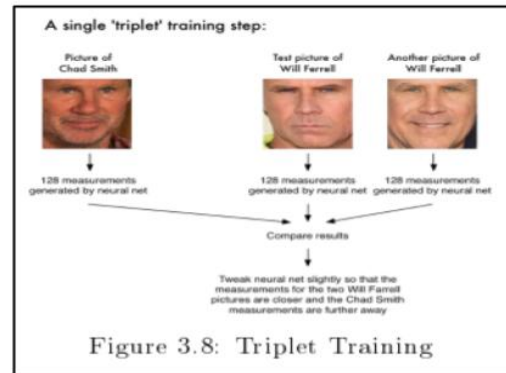 A single 'triplet' training step:
Picture of
Chad Smith
Test picture of
Will Ferrell
Another picture of
Will Ferrell
128 measurements
generated by neural net
128 measurements
generated by neural net
128 measurements
generated by neural net
Compare results
Tweak neural net slightly so that the
measurements for the two Will Ferrell
pictures are closer and the Chad Smith
measurements are further away
Figure 3.8: Triplet Training